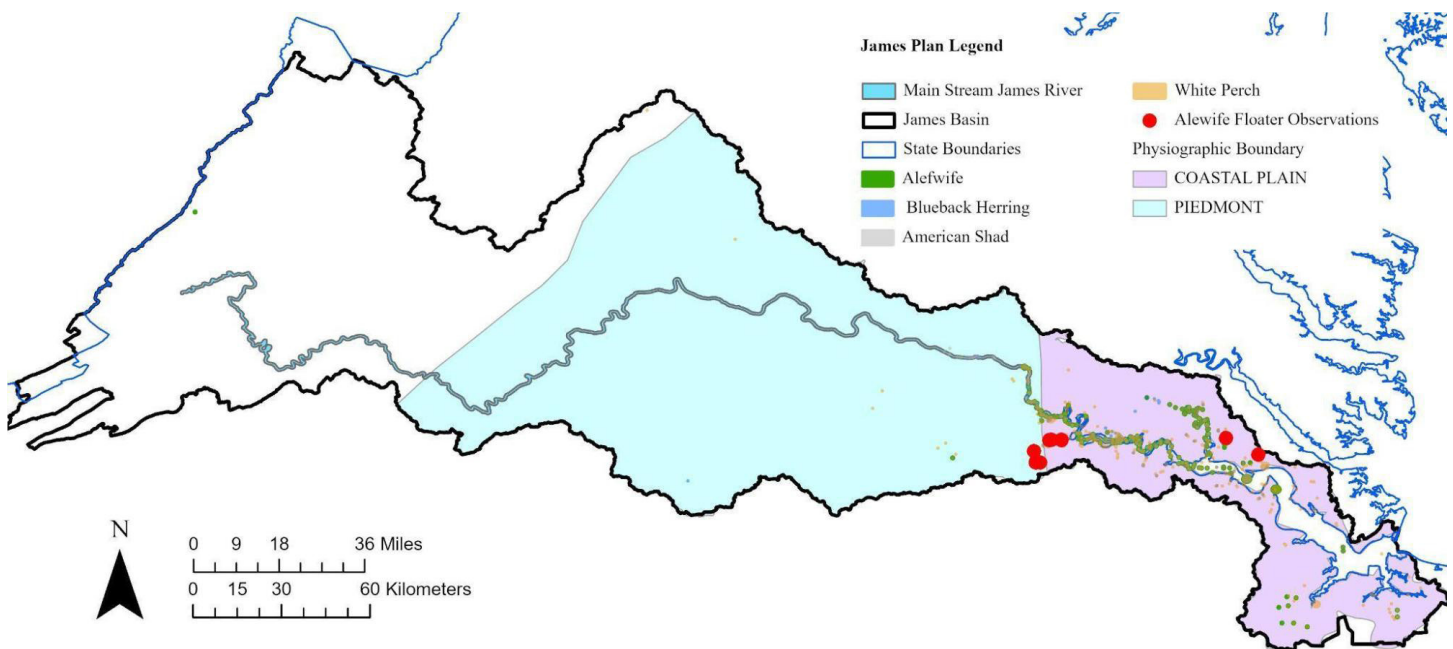 James Plan Legend
Main Stream James River
James Basin
State Boundaries
Alefwife
Blueback Herring
American Shad
White Perch
Alewife Floater Observations
Physiographic Boundary
COASTAL PLAIN
PIEDMONT
N
0 9 18 36 Miles
0 15 30 60 Kilometers